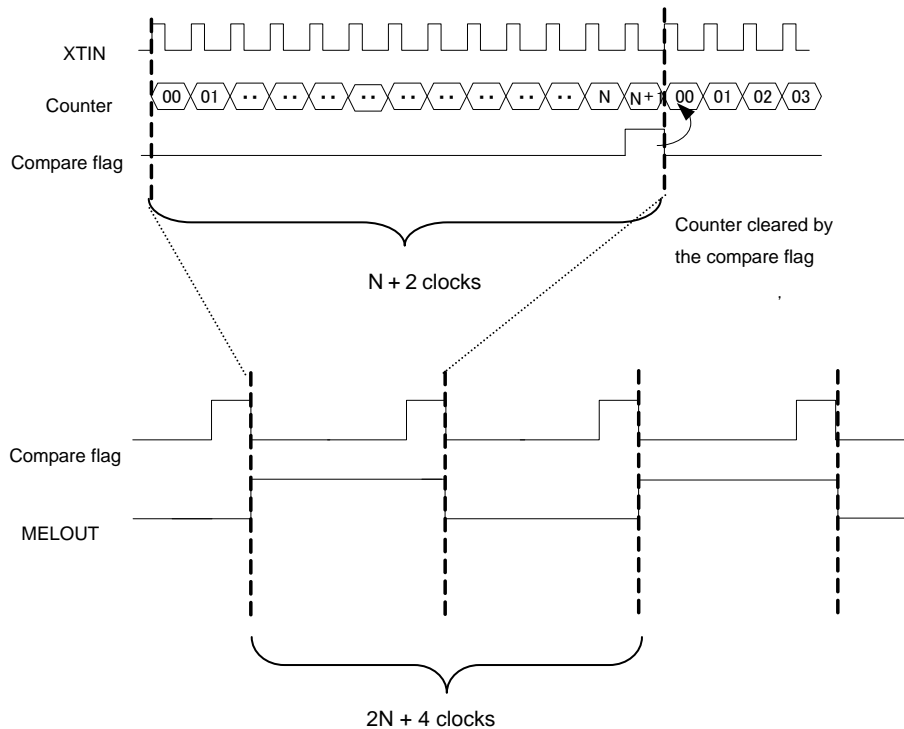 XTIN
Counter 00 01 ·· ·· ·· ·· ·· ·· ·· ·· ·· N N+1 00 01 02 03
Compare flag
Counter cleared by
the compare flag
,
N + 2 clocks
Compare flag
MELOUT
2N + 4 clocks